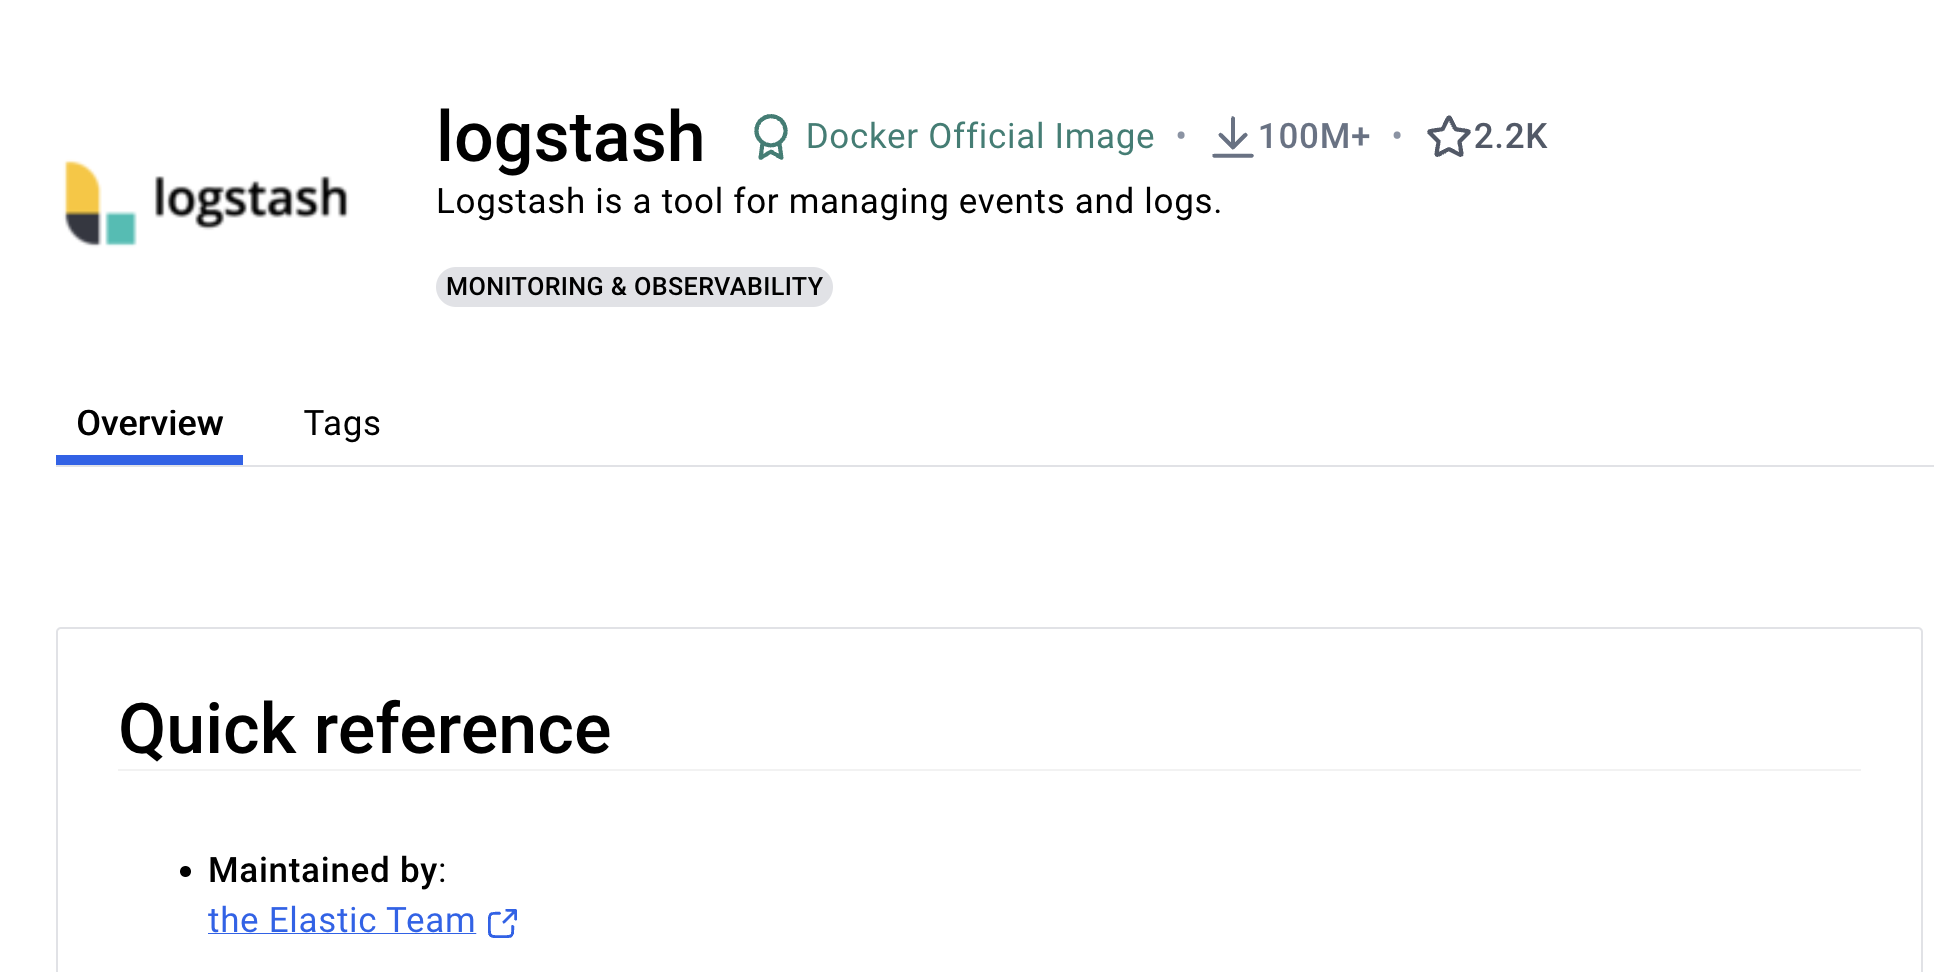 logstash
logstash Docker Official Image • 100M+ • 2.2K
Logstash is a tool for managing events and logs.
MONITORING & OBSERVABILITY
Overview Tags
Quick reference
• Maintained by:
the Elastic Team